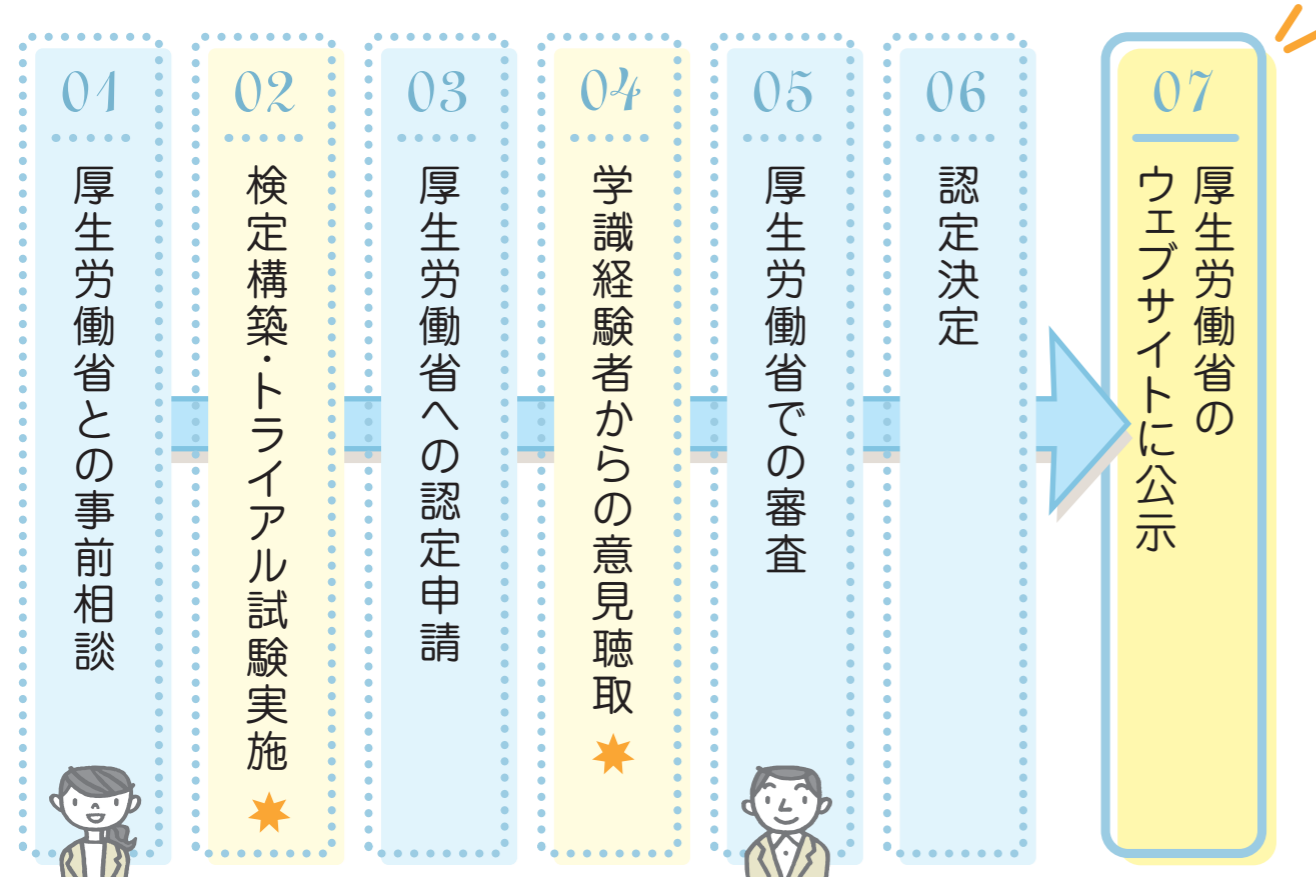 01
厚生労働省との事前相談
02
検定構築・トライアル試験実施
03
厚生労働省への認定申請
04
学識経験者からの意見聴取
05
厚生労働省での審査
06
認定決定
07
厚生労働省の
ウェブサイトに公示